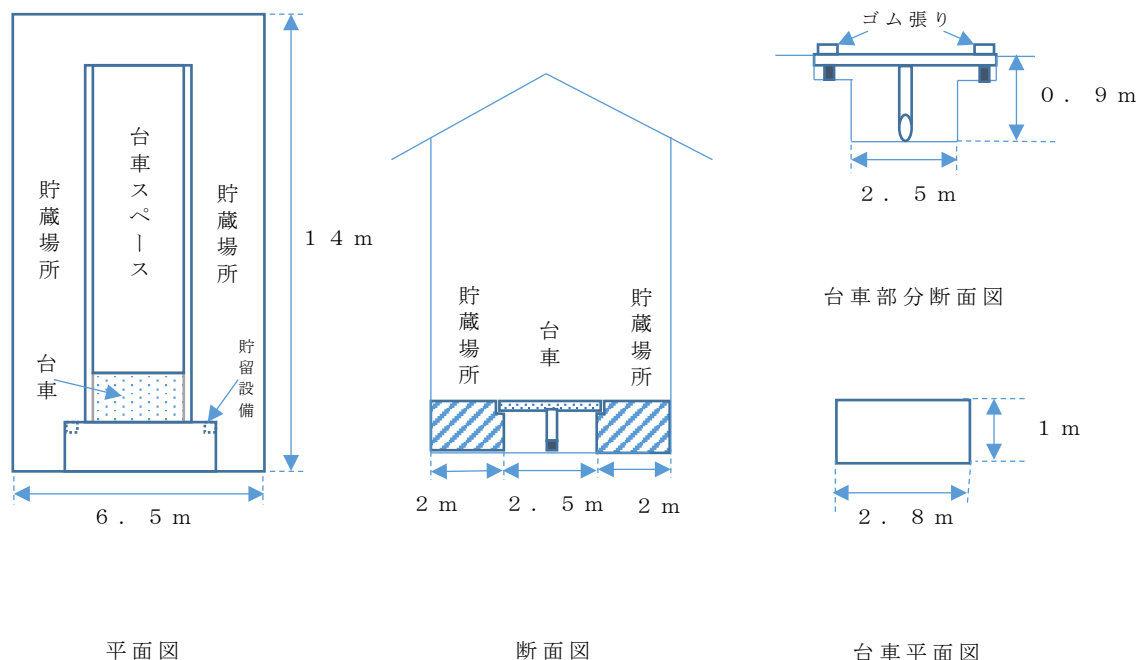 台車スペース
貯蔵場所
貯蔵場所
台車
貯留設備
14m
6.5m
平面図
貯蔵場所
台車
貯蔵場所
2m
2.5m
2m
断面図
ゴム張り
0.9m
2.5m
台車部分断面図
1m
2.8m
台車平面図